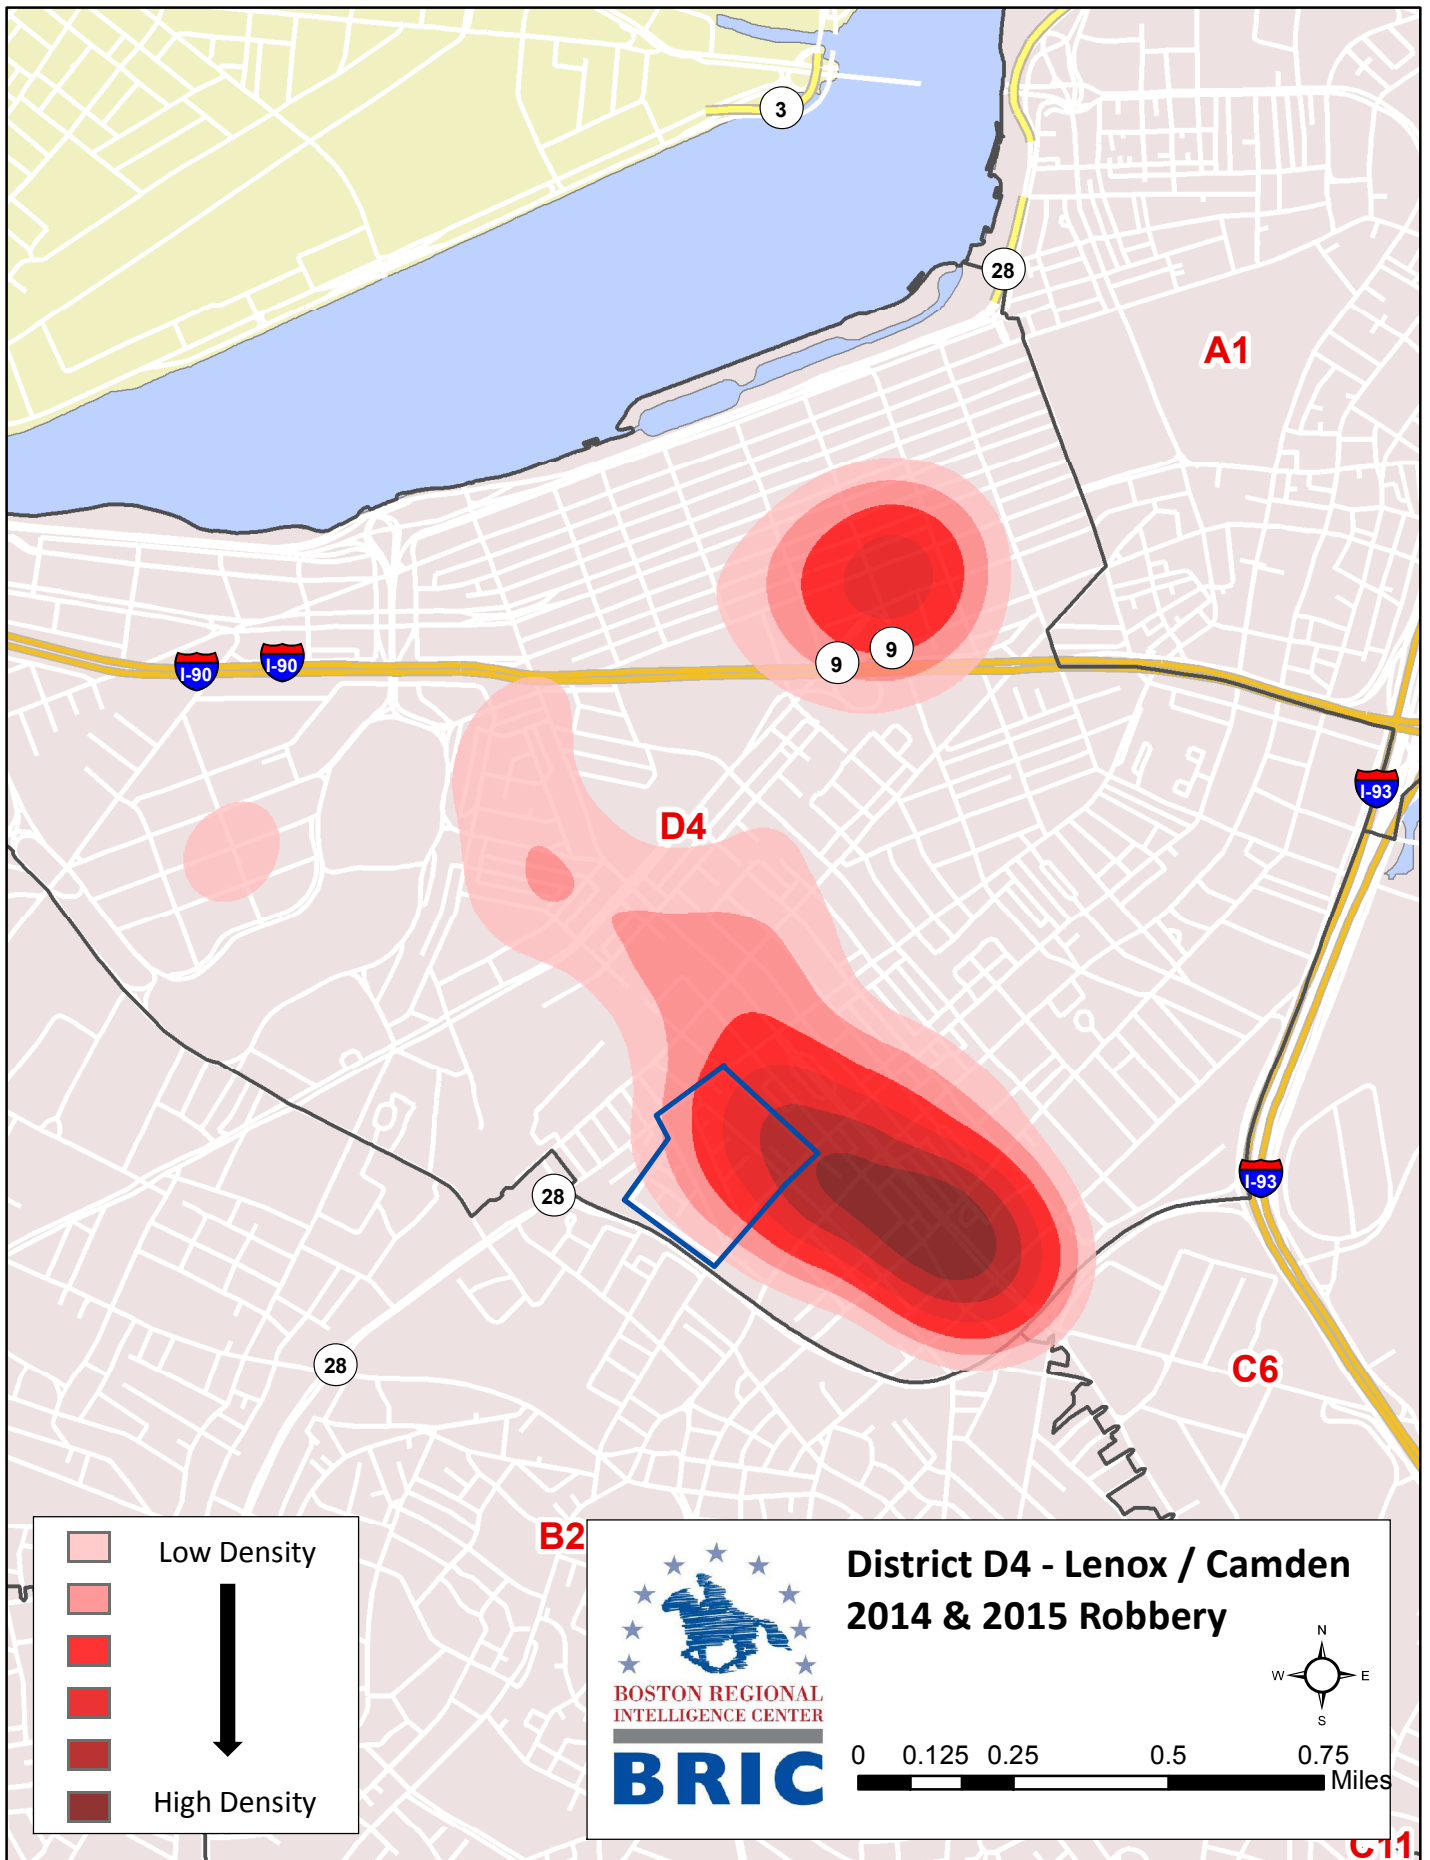 3
28
A1
9
9
I-90
I-90
I-93
D4
I-93
28
28
C6
B2
Low Density
High Density
BOSTON REGIONAL
INTELLIGENCE CENTER
BRIC
District D4 - Lenox / Camden
2014 & 2015 Robbery
N
W E
S
0 0.125 0.25 0.5 0.75
Miles
C11